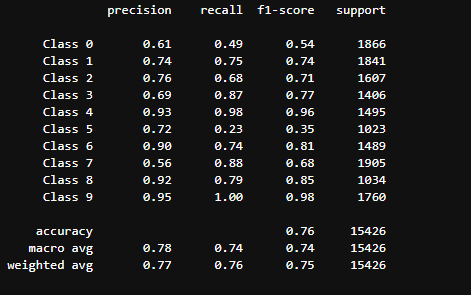 precision recall f1-score support
Class 0 0.61 0.49 0.54 1866
Class 1 0.74 0.75 0.74 1841
Class 2 0.76 0.68 0.71 1607
Class 3 0.69 0.87 0.77 1406
Class 4 0.93 0.98 0.96 1495
Class 5 0.72 0.23 0.35 1023
Class 6 0.90 0.74 0.81 1489
Class 7 0.56 0.88 0.68 1905
Class 8 0.92 0.79 0.85 1034
Class 9 0.95 1.00 0.98 1760
accuracy 0.76 15426
macro avg 0.78 0.74 0.74 15426
weighted avg 0.77 0.76 0.75 15426